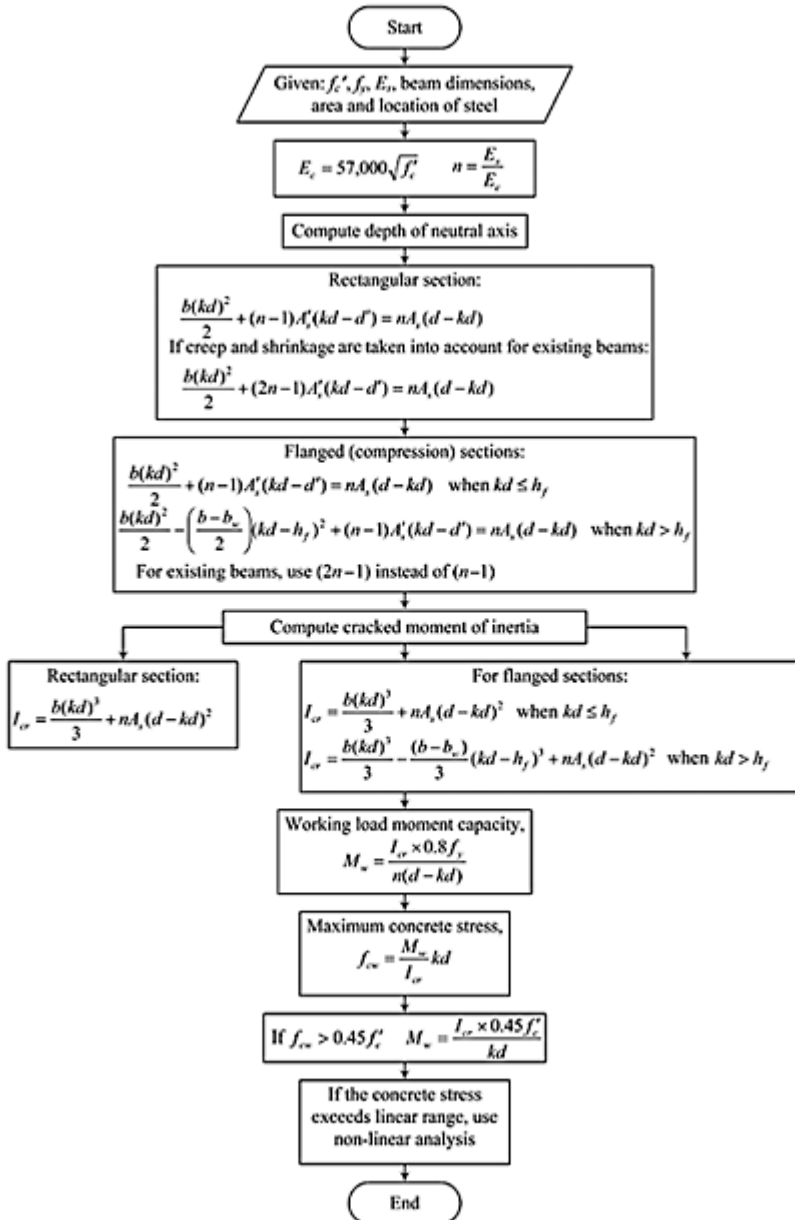 Start
Given: f_c′, f_y, E_s, beam dimensions,
area and location of steel
E_c = 57,000√f_c′    n = E_s/E_c
Compute depth of neutral axis
Rectangular section:
b(kd)²/2 + (n−1)A_s′(kd−d′) = nA_s(d−kd)
If creep and shrinkage are taken into account for existing beams:
b(kd)²/2 + (2n−1)A_s′(kd−d′) = nA_s(d−kd)
Flanged (compression) sections:
b(kd)²/2 + (n−1)A_s′(kd−d′) = nA_s(d−kd) when kd ≤ h_f
b(kd)²/2 − ((b−b_w)/2)(kd−h_f)² + (n−1)A_s′(kd−d′) = nA_s(d−kd) when kd > h_f
For existing beams, use (2n−1) instead of (n−1)
Compute cracked moment of inertia
Rectangular section:
I_cr = b(kd)³/3 + nA_s(d−kd)²
For flanged sections:
I_cr = b(kd)³/3 + nA_s(d−kd)² when kd ≤ h_f
I_cr = b(kd)³/3 − (b−b_w)/3 (kd−h_f)³ + nA_s(d−kd)² when kd > h_f
Working load moment capacity,
M_w = I_cr × 0.8f_y / n(d−kd)
Maximum concrete stress,
f_cw = M_w/I_cr kd
If f_cw > 0.45f_c′    M_w = I_cr × 0.45f_c′ / kd
If the concrete stress
exceeds linear range, use
non-linear analysis
End